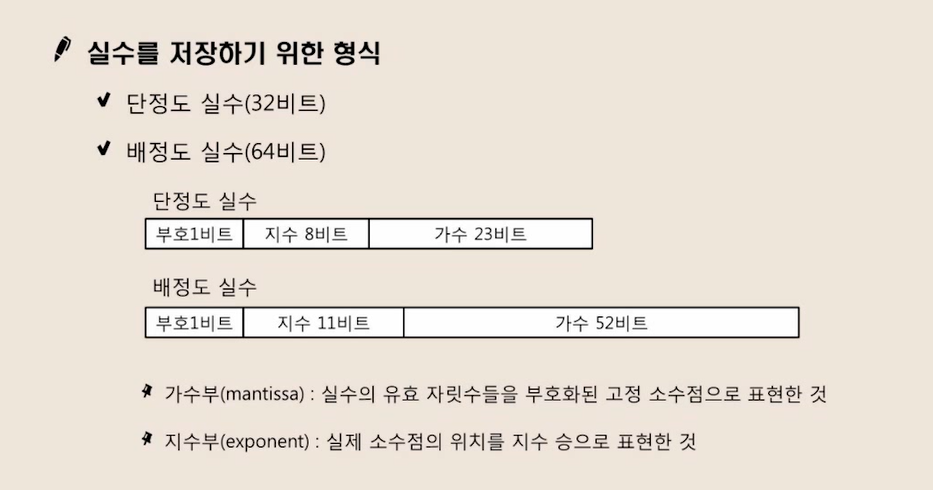 실수를 저장하기 위한 형식
단정도 실수(32비트)
배정도 실수(64비트)
단정도 실수
부호1비트 지수 8비트 가수 23비트
배정도 실수
부호1비트 지수 11비트 가수 52비트
가수부(mantissa) : 실수의 유효 자릿수들을 부호화된 고정 소수점으로 표현한 것
지수부(exponent) : 실제 소수점의 위치를 지수 승으로 표현한 것